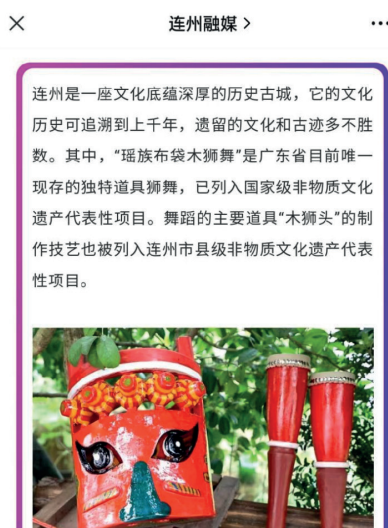 连州融媒
连州是一座文化底蕴深厚的历史古城，它的文化
历史可追溯到上千年，遗留的文化和古迹多不胜
数。其中，“瑶族布袋木狮舞”是广东省目前唯一
现存的独特道具狮舞，已列入国家级非物质文化
遗产代表性项目。舞蹈的主要道具“木狮头”的制
作技艺也被列入连州市县级非物质文化遗产代表
性项目。